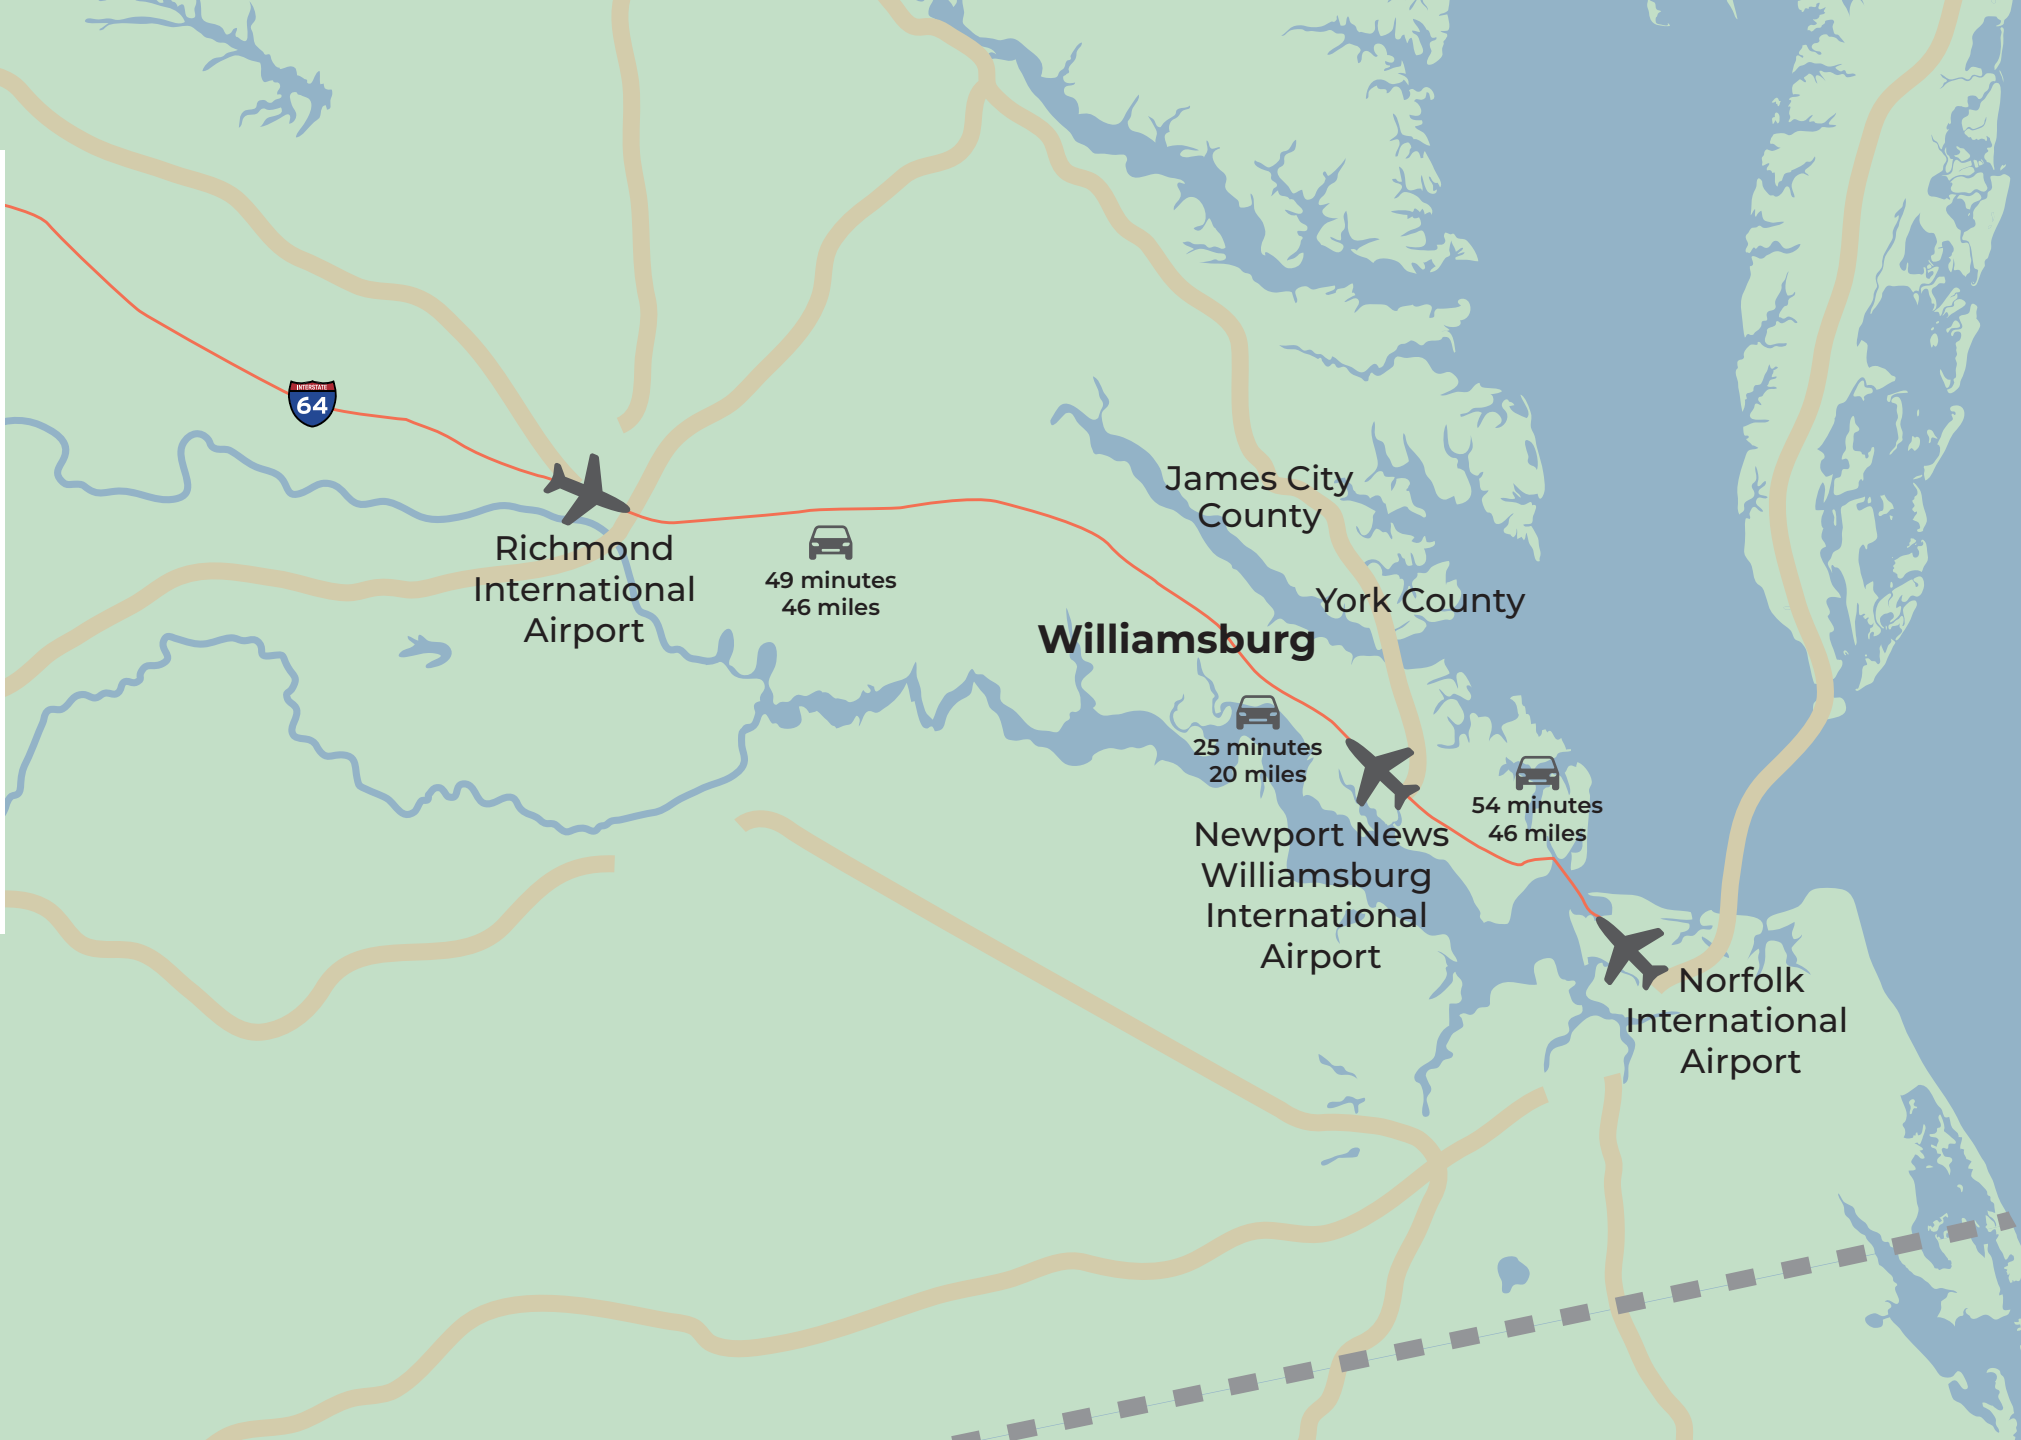 INTERSTATE
64
Richmond
International
Airport
49 minutes
46 miles
James City
County
York County
Williamsburg
25 minutes
20 miles
54 minutes
46 miles
Newport News
Williamsburg
International
Airport
Norfolk
International
Airport